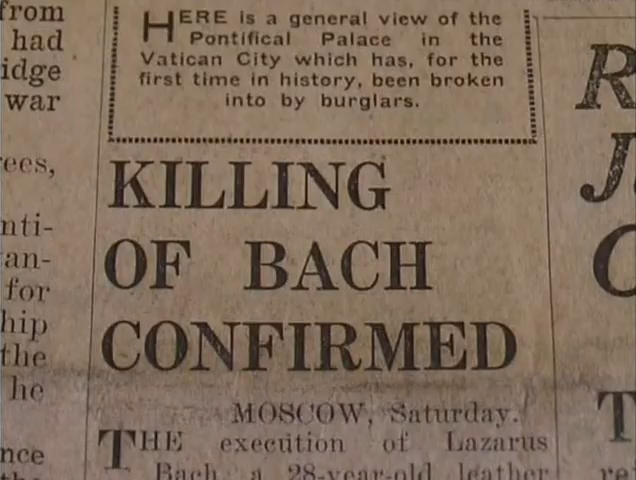 from
had
idge
war
ees,
nti-
an-
for
hip
the
he
nce
HERE is a general view of the
Pontifical Palace in the
Vatican City which has, for the
first time in history, been broken
into by burglars.
KILLING
OF BACH
CONFIRMED
MOSCOW, Saturday.
THE execution of Lazarus
Bach, a 28-year-old leather
R
J
C
T
re